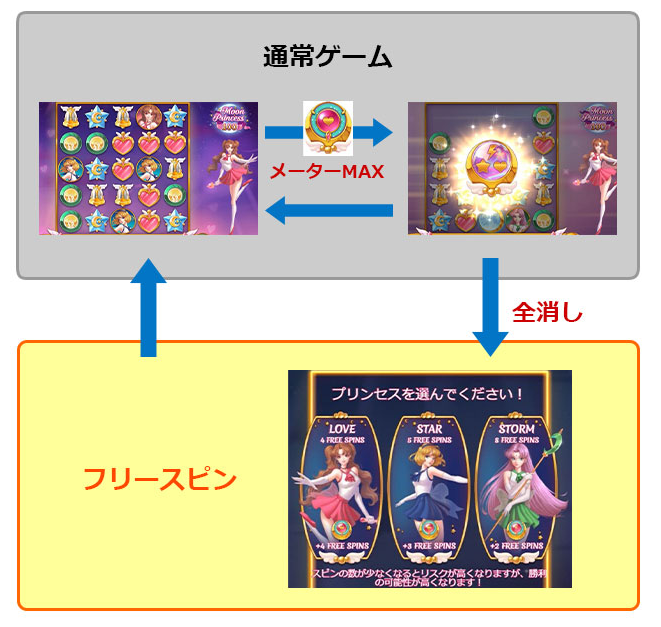 通常ゲーム
Moon
Princess
メーターMAX
全消し
フリースピン
プリンセスを選んでください！
LOVE
4 FREE SPINS
+4 FREE SPINS
STAR
5 FREE SPINS
+3 FREE SPINS
STORM
8 FREE SPINS
+2 FREE SPINS
スピンの数が少なくなるとリスクが高くなりますが、勝利
の可能性が高くなります！